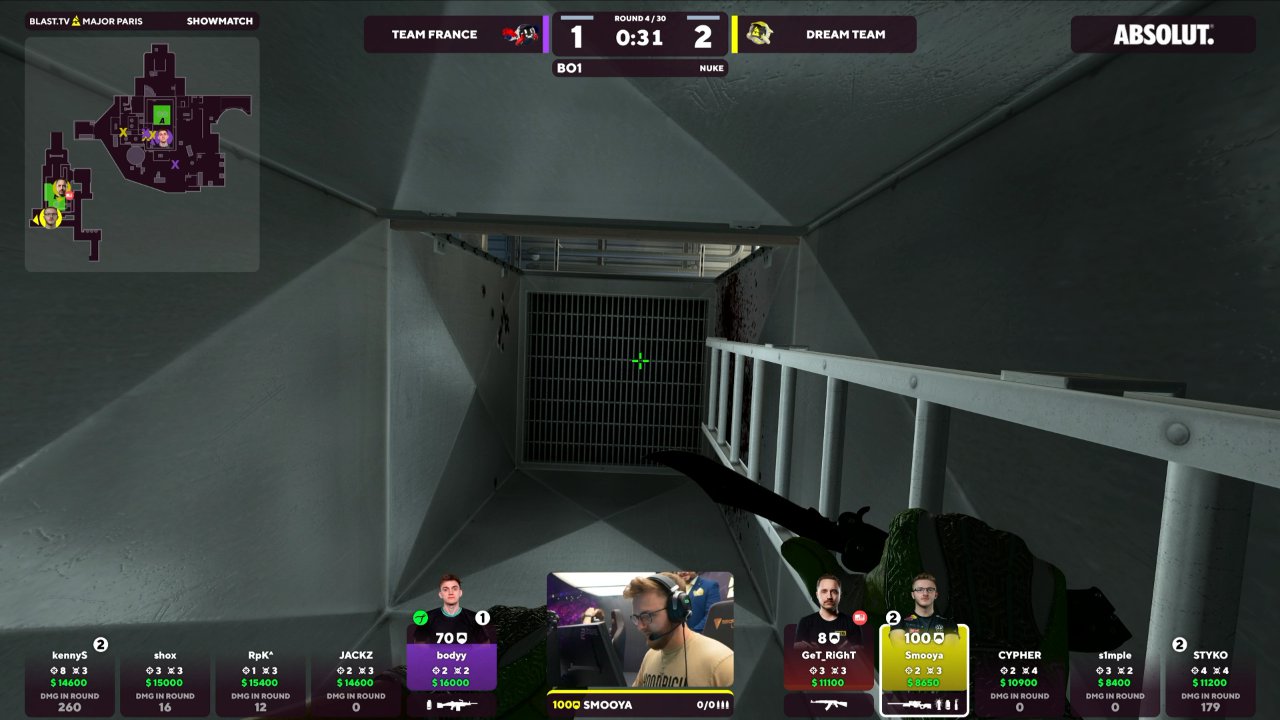 BLAST.TV MAJOR PARIS SHOWMATCH
TEAM FRANCE 1 ROUND 4 / 30 0:31 2 DREAM TEAM
BO1 NUKE
ABSOLUT.
kennyS 2
8 3
$ 14600
DMG IN ROUND
260
shox
3 3
$ 15000
DMG IN ROUND
16
RpK^
1 3
$ 15400
DMG IN ROUND
12
JACKZ
2 3
$ 14600
DMG IN ROUND
0
1
70
bodyy
2 2
$ 16000
100 SMOOYA 0/0
8
GeT_RiGhT
3 3
$ 11100
2
100
Smooya
2 3
$ 8650
CYPHER
2 4
$ 10900
DMG IN ROUND
0
s1mple
3 2
$ 8400
DMG IN ROUND
0
2
STYKO
4 4
$ 11200
DMG IN ROUND
179